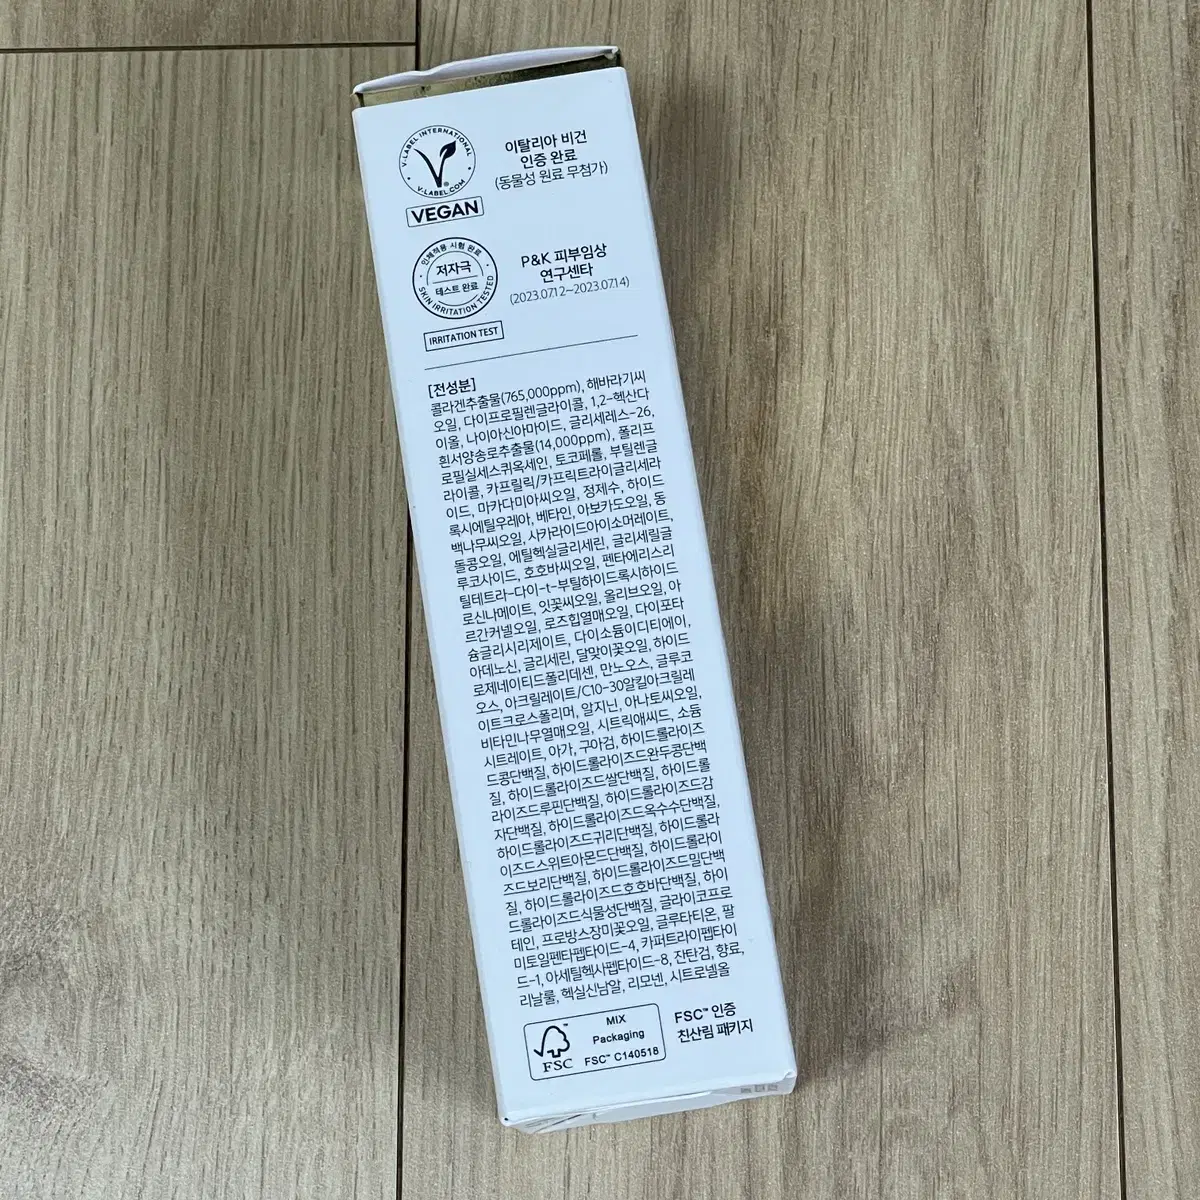 V-LABEL INTERNATIONAL
V-LABEL.COM
VEGAN
이탈리아 비건
인증 완료
(동물성 원료 무첨가)
인체적용 시험 완료
저자극
테스트 완료
SKIN IRRITATION TESTED
IRRITATION TEST
P&K 피부임상
연구센타
(2023.07.12~2023.07.14)
[전성분]
콜라겐추출물(765,000ppm), 해바라기씨
오일, 다이프로필렌글라이콜, 1,2-헥산다
이올, 나이아신아마이드, 글리세레스-26,
흰서양송로추출물(14,000ppm), 폴리프
로필실세스퀴옥세인, 토코페롤, 부틸렌글
라이콜, 카프릴릭/카프릭트라이글리세라
이드, 마카다미아씨오일, 정제수, 하이드
록시에틸우레아, 베타인, 아보카도오일, 동
백나무씨오일, 사카라이드아이소머레이트,
돌콩오일, 에틸헥실글리세린, 글리세릴글
루코사이드, 호호바씨오일, 펜타에리스리
틸테트라-다이-t-부틸하이드록시하이드
로신나메이트, 잇꽃씨오일, 올리브오일, 아
르간커넬오일, 로즈힙열매오일, 다이포타
슘글리시리제이트, 다이소듐이디티에이,
아데노신, 글리세린, 달맞이꽃오일, 하이드
로제네이티드폴리데센, 만노오스, 글루코
오스, 아크릴레이트/C10-30알킬아크릴레
이트크로스폴리머, 알지닌, 아나토씨오일,
비타민나무열매오일, 시트릭애씨드, 소듐
시트레이트, 아가, 구아검, 하이드롤라이즈
드콩단백질, 하이드롤라이즈드완두콩단백
질, 하이드롤라이즈드쌀단백질, 하이드롤
라이즈드루핀단백질, 하이드롤라이즈드감
자단백질, 하이드롤라이즈드옥수수단백질,
하이드롤라이즈드귀리단백질, 하이드롤라
이즈드스위트아몬드단백질, 하이드롤라이
즈드보리단백질, 하이드롤라이즈드밀단백
질, 하이드롤라이즈드호호바단백질, 하이
드롤라이즈드식물성단백질, 글라이코프로
테인, 프로방스장미꽃오일, 글루타티온, 팔
미토일펜타펩타이드-4, 카퍼트라이펩타이
드-1, 아세틸헥사펩타이드-8, 잔탄검, 향료,
리날룰, 헥실신남알, 리모넨, 시트로넬올
FSC
MIX
Packaging
FSC™ C140518
FSC™ 인증
친산림 패키지